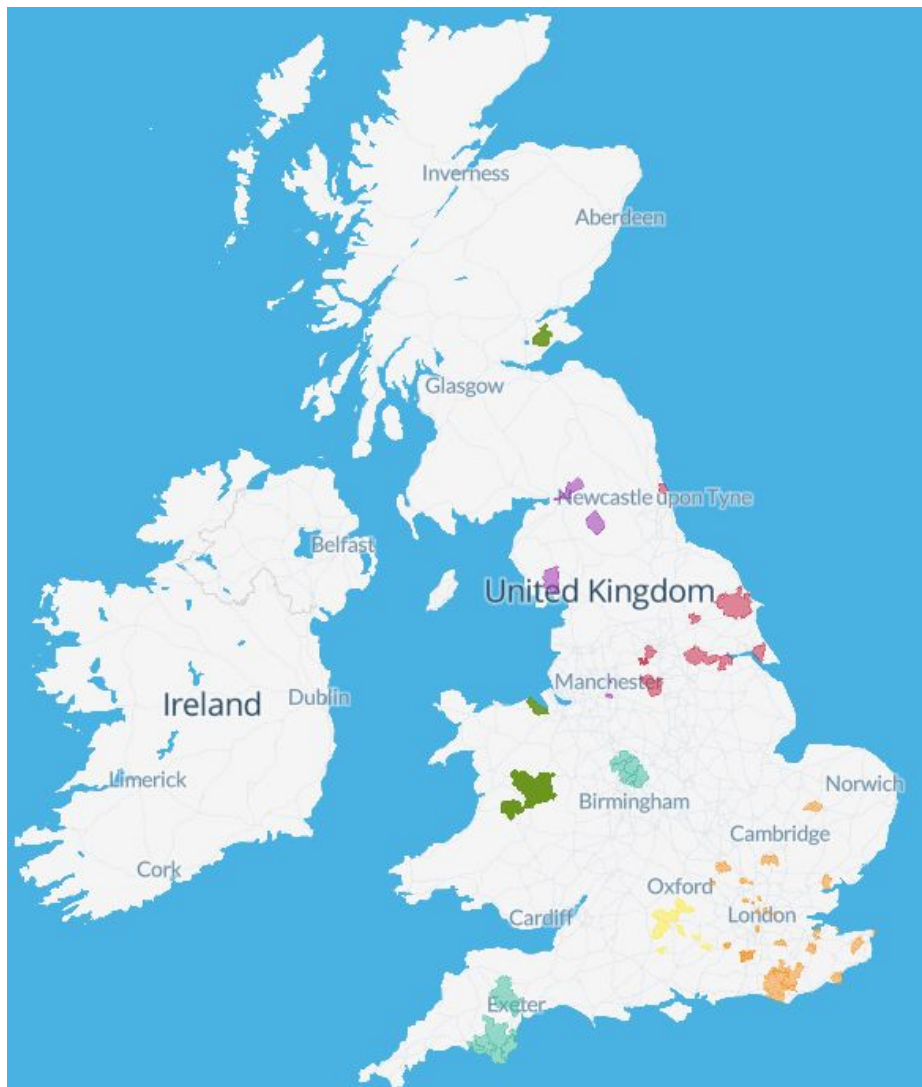 Inverness
Aberdeen
Glasgow
Newcastle upon Tyne
Belfast
United Kingdom
Manchester
Ireland
Dublin
Limerick
Norwich
Birmingham
Cambridge
Cork
Oxford
Cardiff
London
Exeter